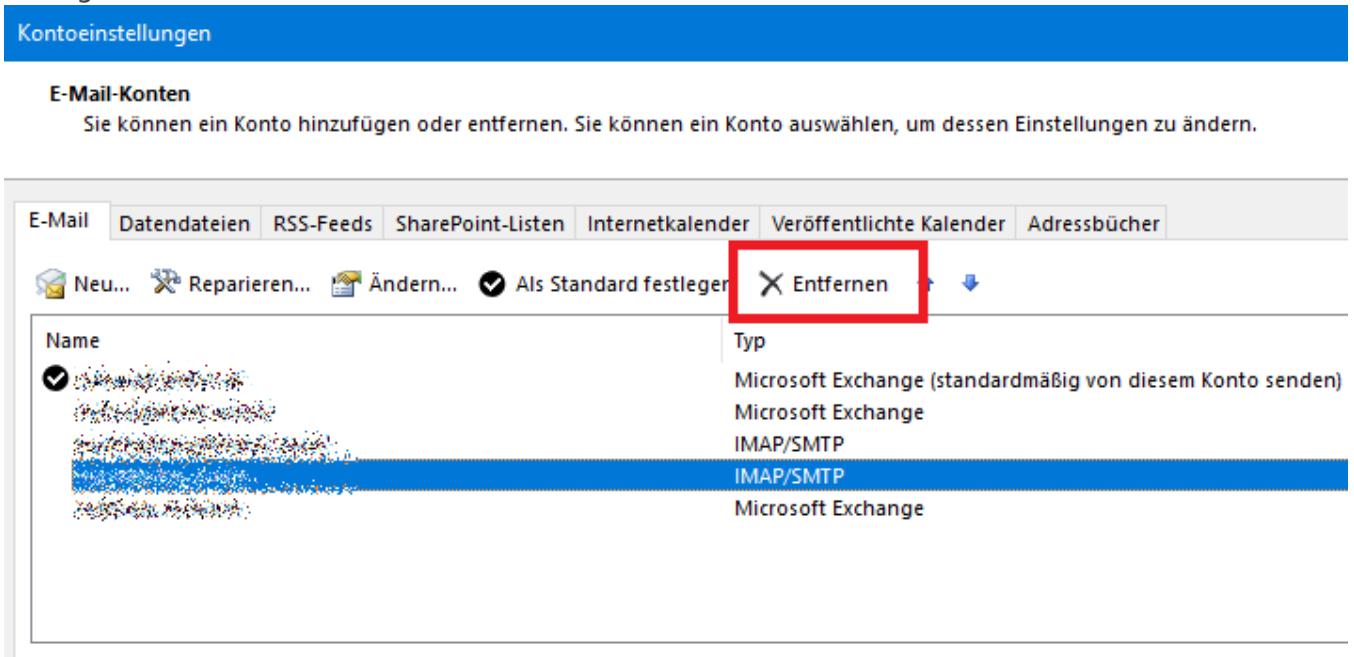 Kontoeinstellungen
E-Mail-Konten
Sie können ein Konto hinzufügen oder entfernen. Sie können ein Konto auswählen, um dessen Einstellungen zu ändern.
E-Mail Datendateien RSS-Feeds SharePoint-Listen Internetkalender Veröffentlichte Kalender Adressbücher
Neu... Reparieren... Ändern... Als Standard festlegen Entfernen
Name Typ
Microsoft Exchange (standardmäßig von diesem Konto senden)
Microsoft Exchange
IMAP/SMTP
IMAP/SMTP
Microsoft Exchange